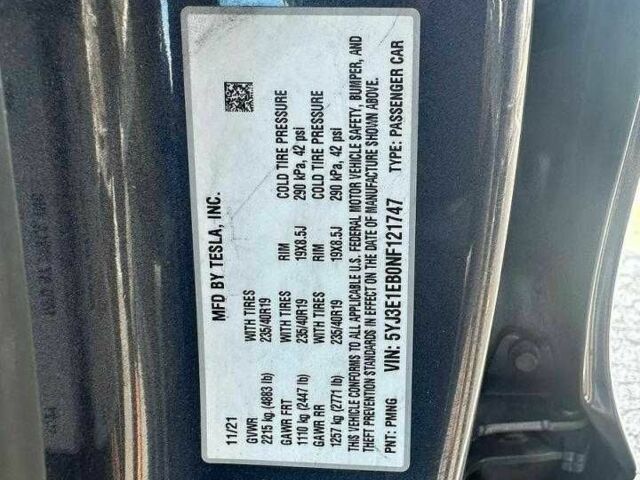 MFD BY TESLA, INC.
11/21
GVWR WITH TIRES RIM COLD TIRE PRESSURE
2215 kg (4883 lb) 235/40R19
GAWR FRT WITH TIRES RIM COLD TIRE PRESSURE
1110 kg (2447 lb) 235/40R19 19X8.5J 290 kPa, 42 psi
GAWR RR WITH TIRES RIM COLD TIRE PRESSURE
1257 kg (2771 lb) 235/40R19 19X8.5J 290 kPa, 42 psi
THIS VEHICLE CONFORMS TO ALL APPLICABLE U.S. FEDERAL MOTOR VEHICLE SAFETY, BUMPER, AND
THEFT PREVENTION STANDARDS IN EFFECT ON THE DATE OF MANUFACTURE SHOWN ABOVE.
VIN: 5YJ3E1EB0NF121747
PNT: PMNG TYPE: PASSENGER CAR